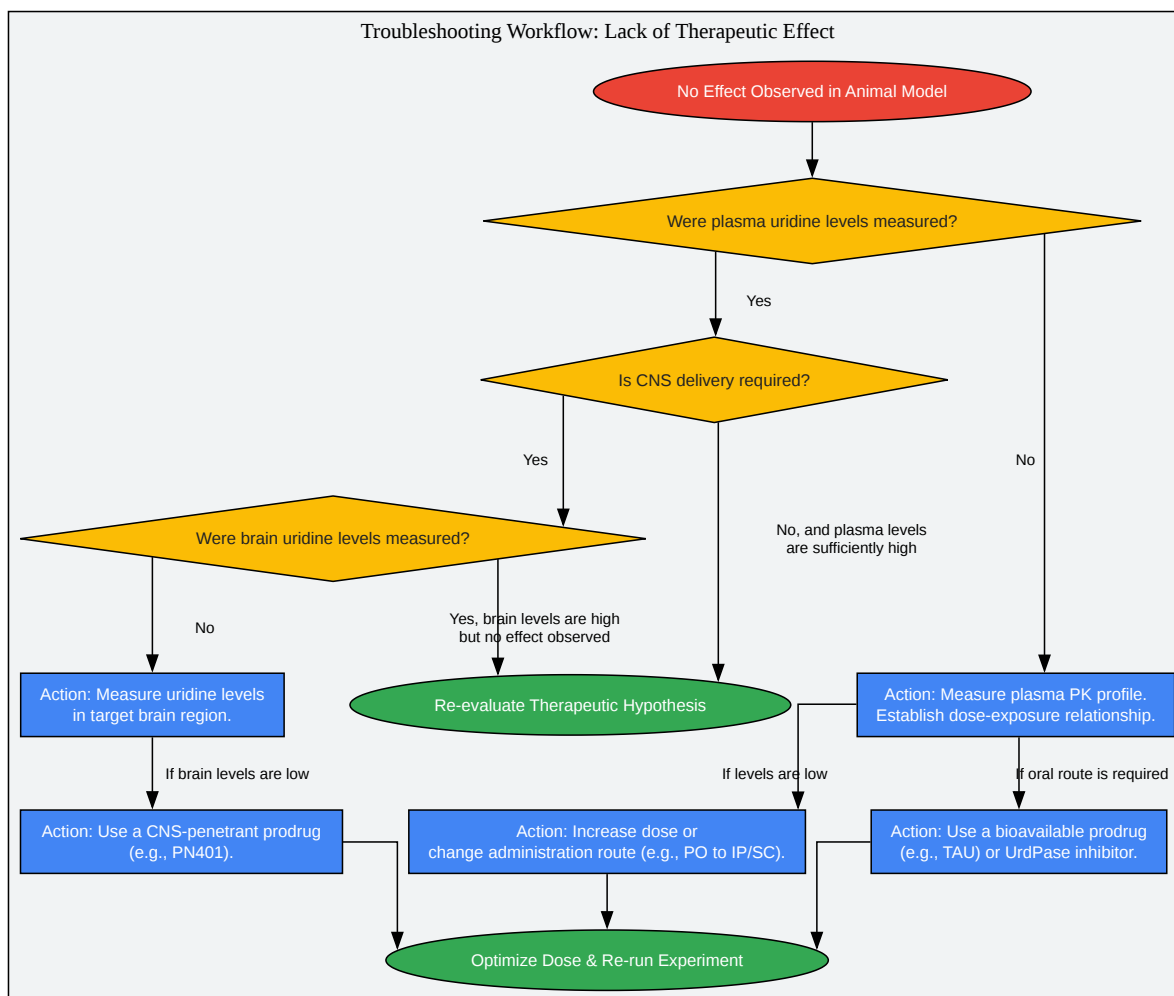 Troubleshooting Workflow: Lack of Therapeutic Effect
No Effect Observed in Animal Model
Were plasma uridine levels measured?
Yes
Is CNS delivery required?
Yes
No
No, and plasma levels
are sufficiently high
Were brain uridine levels measured?
No
Yes, brain levels are high
but no effect observed
Action: Measure uridine levels
in target brain region.
Re-evaluate Therapeutic Hypothesis
Action: Measure plasma PK profile.
Establish dose-exposure relationship.
If brain levels are low
If levels are low
If oral route is required
Action: Use a CNS-penetrant prodrug
(e.g., PN401).
Action: Increase dose or
change administration route (e.g., PO to IP/SC).
Action: Use a bioavailable prodrug
(e.g., TAU) or UrdPase inhibitor.
Optimize Dose & Re-run Experiment